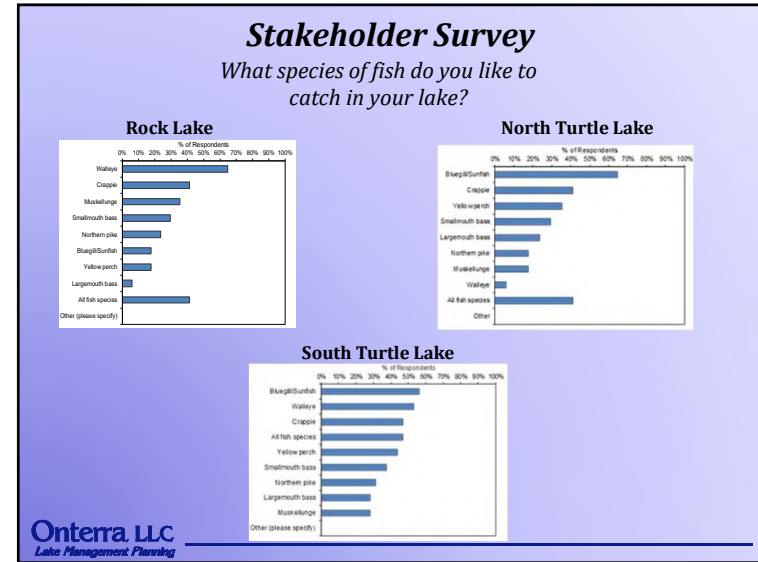 Stakeholder Survey
What species of fish do you like to
catch in your lake?
Rock Lake
% of Respondents
0% 10% 20% 30% 40% 50% 60% 70% 80% 90% 100%
Walleye
Crappie
Muskellunge
Smallmouth bass
Northern pike
Bluegill/Sunfish
Yellow perch
Largemouth bass
All fish species
Other (please specify)
North Turtle Lake
% of Respondents
0% 10% 20% 30% 40% 50% 60% 70% 80% 90% 100%
Bluegill/Sunfish
Crappie
Yellow perch
Smallmouth bass
Largemouth bass
Northern pike
Muskellunge
Walleye
All fish species
Other
South Turtle Lake
% of Respondents
0% 10% 20% 30% 40% 50% 60% 70% 80% 90% 100%
Bluegill/Sunfish
Walleye
Crappie
All fish species
Yellow perch
Smallmouth bass
Northern pike
Largemouth bass
Muskellunge
Other (please specify)
Onterra LLC
Lake Management Planning